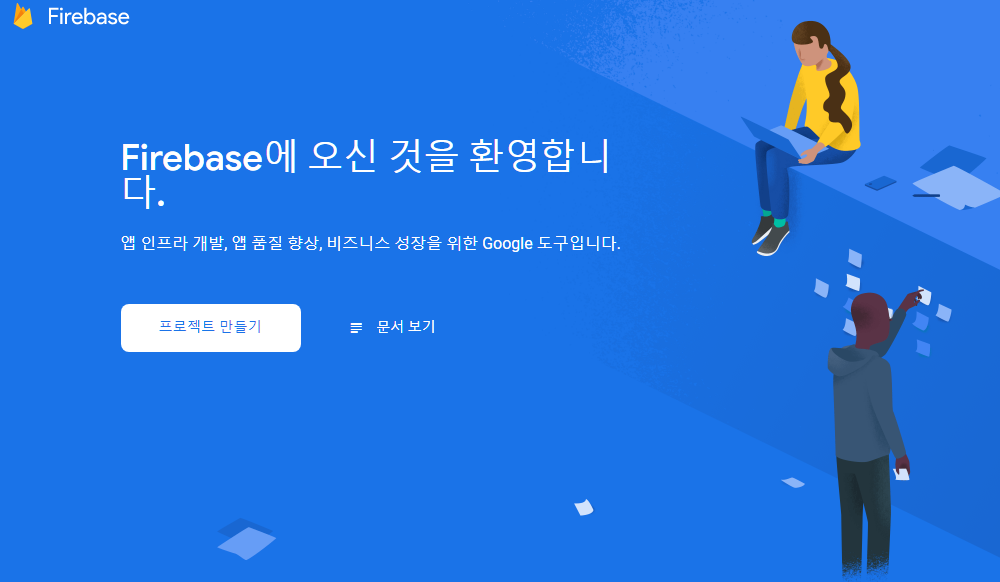 Firebase
Firebase에 오신 것을 환영합니
다.
앱 인프라 개발, 앱 품질 향상, 비즈니스 성장을 위한 Google 도구입니다.
프로젝트 만들기
문서 보기